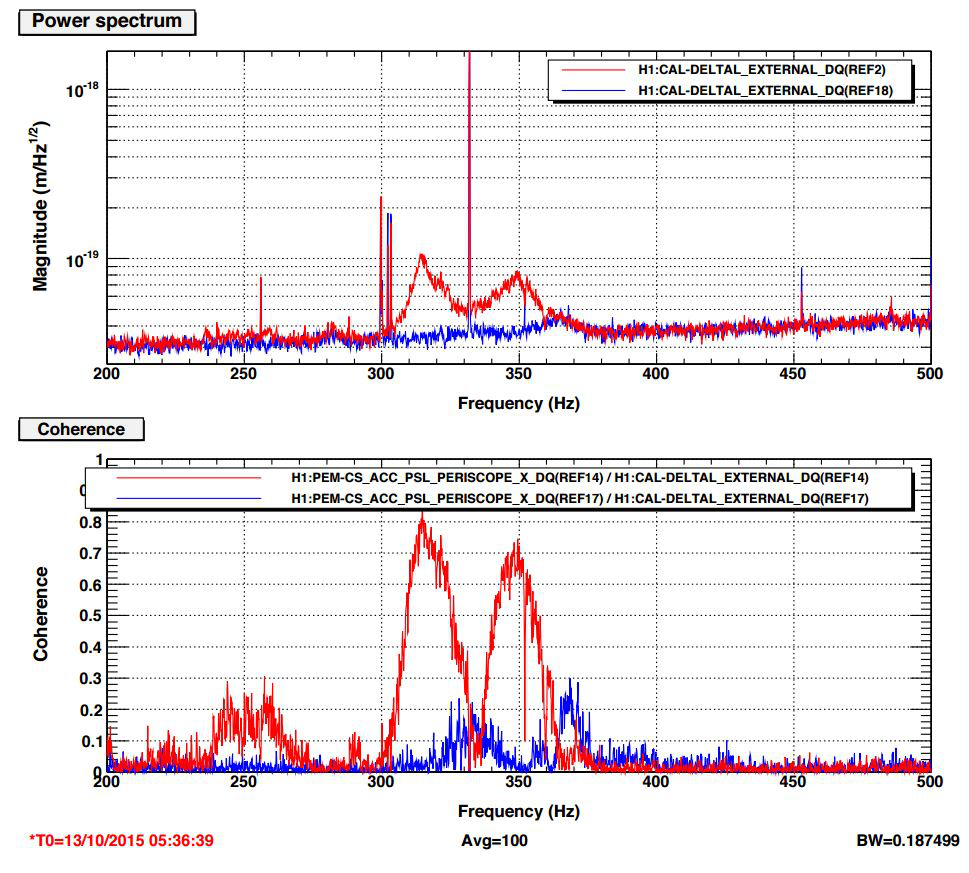 Power spectrum
H1:CAL-DELTAL_EXTERNAL_DQ(REF2)
H1:CAL-DELTAL_EXTERNAL_DQ(REF18)
Magnitude (m/Hz^1/2)
10^-18
10^-19
200 250 300 350 400 450 500
Frequency (Hz)
Coherence
H1:PEM-CS_ACC_PSL_PERISCOPE_X_DQ(REF14) / H1:CAL-DELTAL_EXTERNAL_DQ(REF14)
H1:PEM-CS_ACC_PSL_PERISCOPE_X_DQ(REF17) / H1:CAL-DELTAL_EXTERNAL_DQ(REF17)
Coherence
1
0.8
0.7
0.6
0.5
0.4
0.3
0.2
0.1
0
200 250 300 350 400 450 500
Frequency (Hz)
*T0=13/10/2015 05:36:39 Avg=100 BW=0.187499